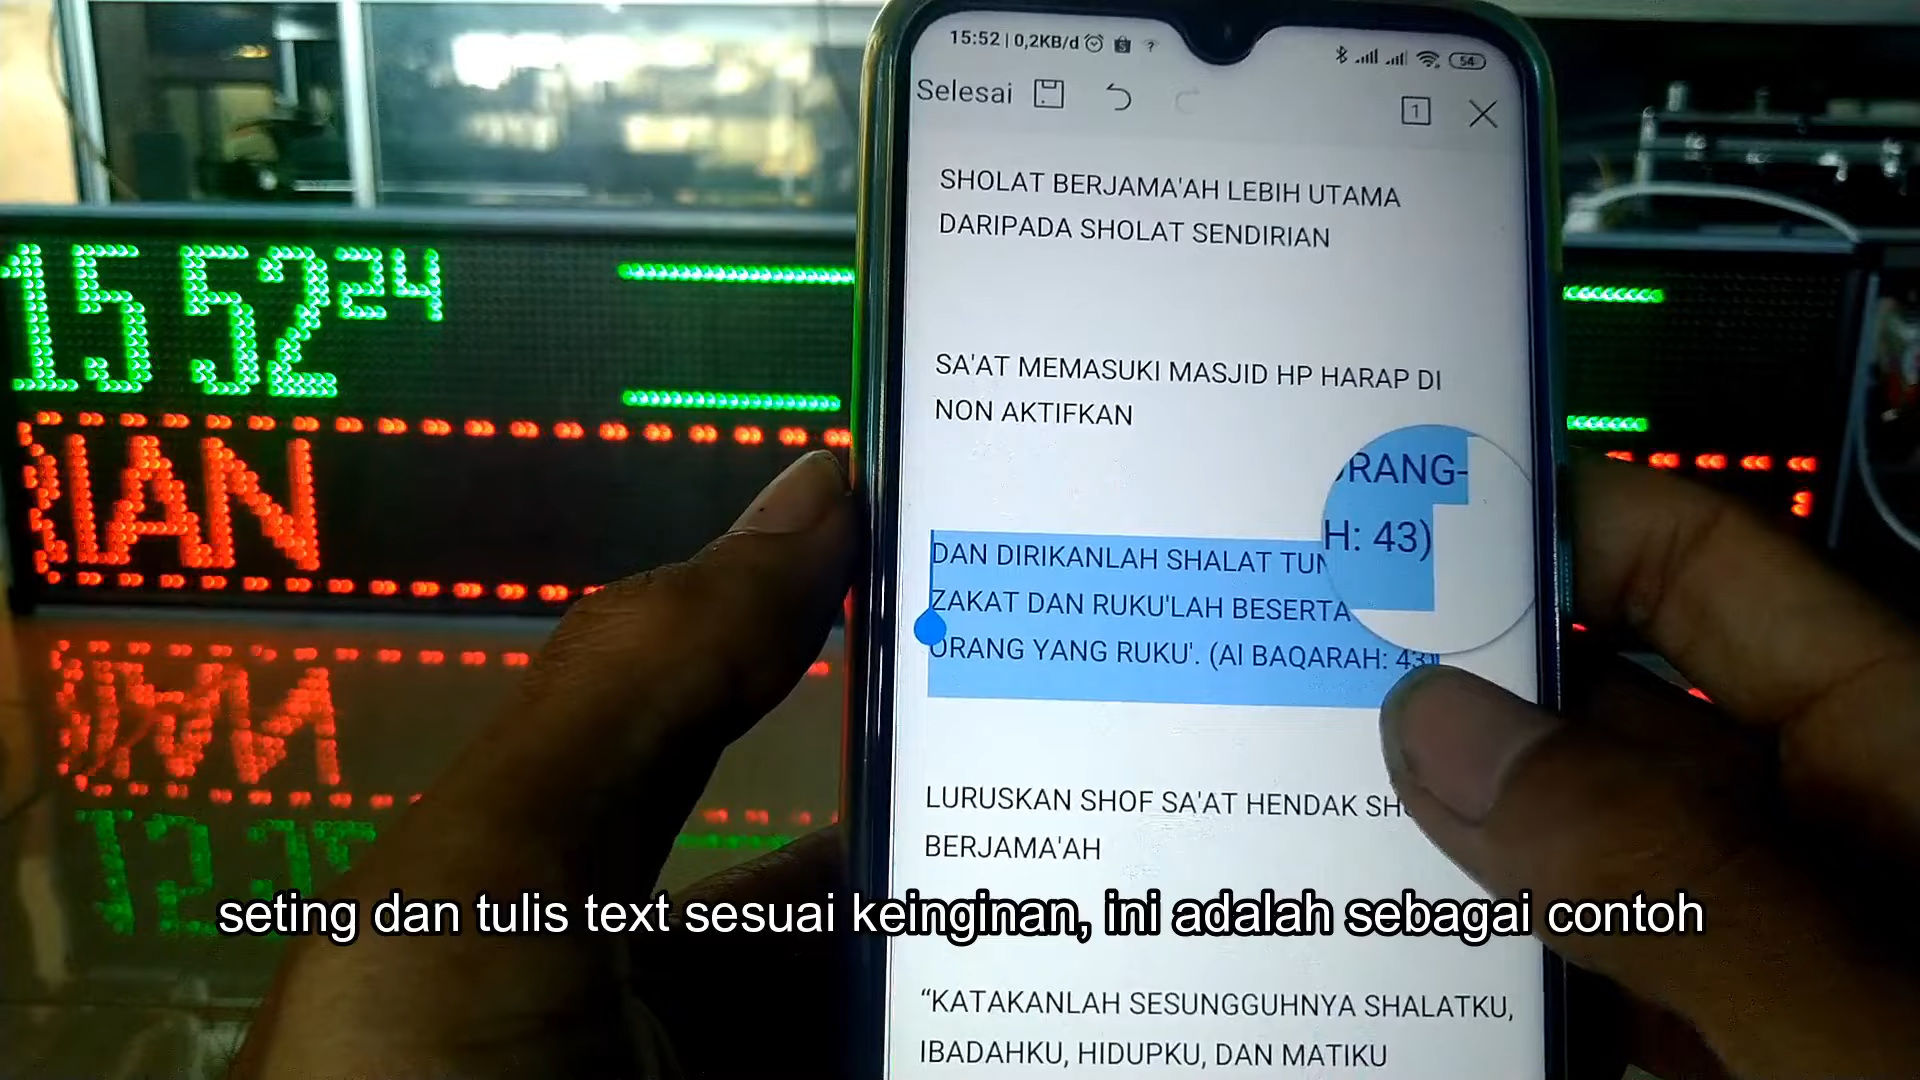 15:52 | 0,2KB/d
54
Selesai
1
SHOLAT BERJAMA'AH LEBIH UTAMA
DARIPADA SHOLAT SENDIRIAN
SA'AT MEMASUKI MASJID HP HARAP DI
NON AKTIFKAN
RANG-
H: 43)
DAN DIRIKANLAH SHALAT TUN
ZAKAT DAN RUKU'LAH BESERTA
ORANG YANG RUKU'. (Al BAQARAH: 43)
LURUSKAN SHOF SA'AT HENDAK SH
BERJAMA'AH
“KATAKANLAH SESUNGGUHNYA SHALATKU,
IBADAHKU, HIDUPKU, DAN MATIKU
15 52 24
IAN
seting dan tulis text sesuai keinginan, ini adalah sebagai contoh